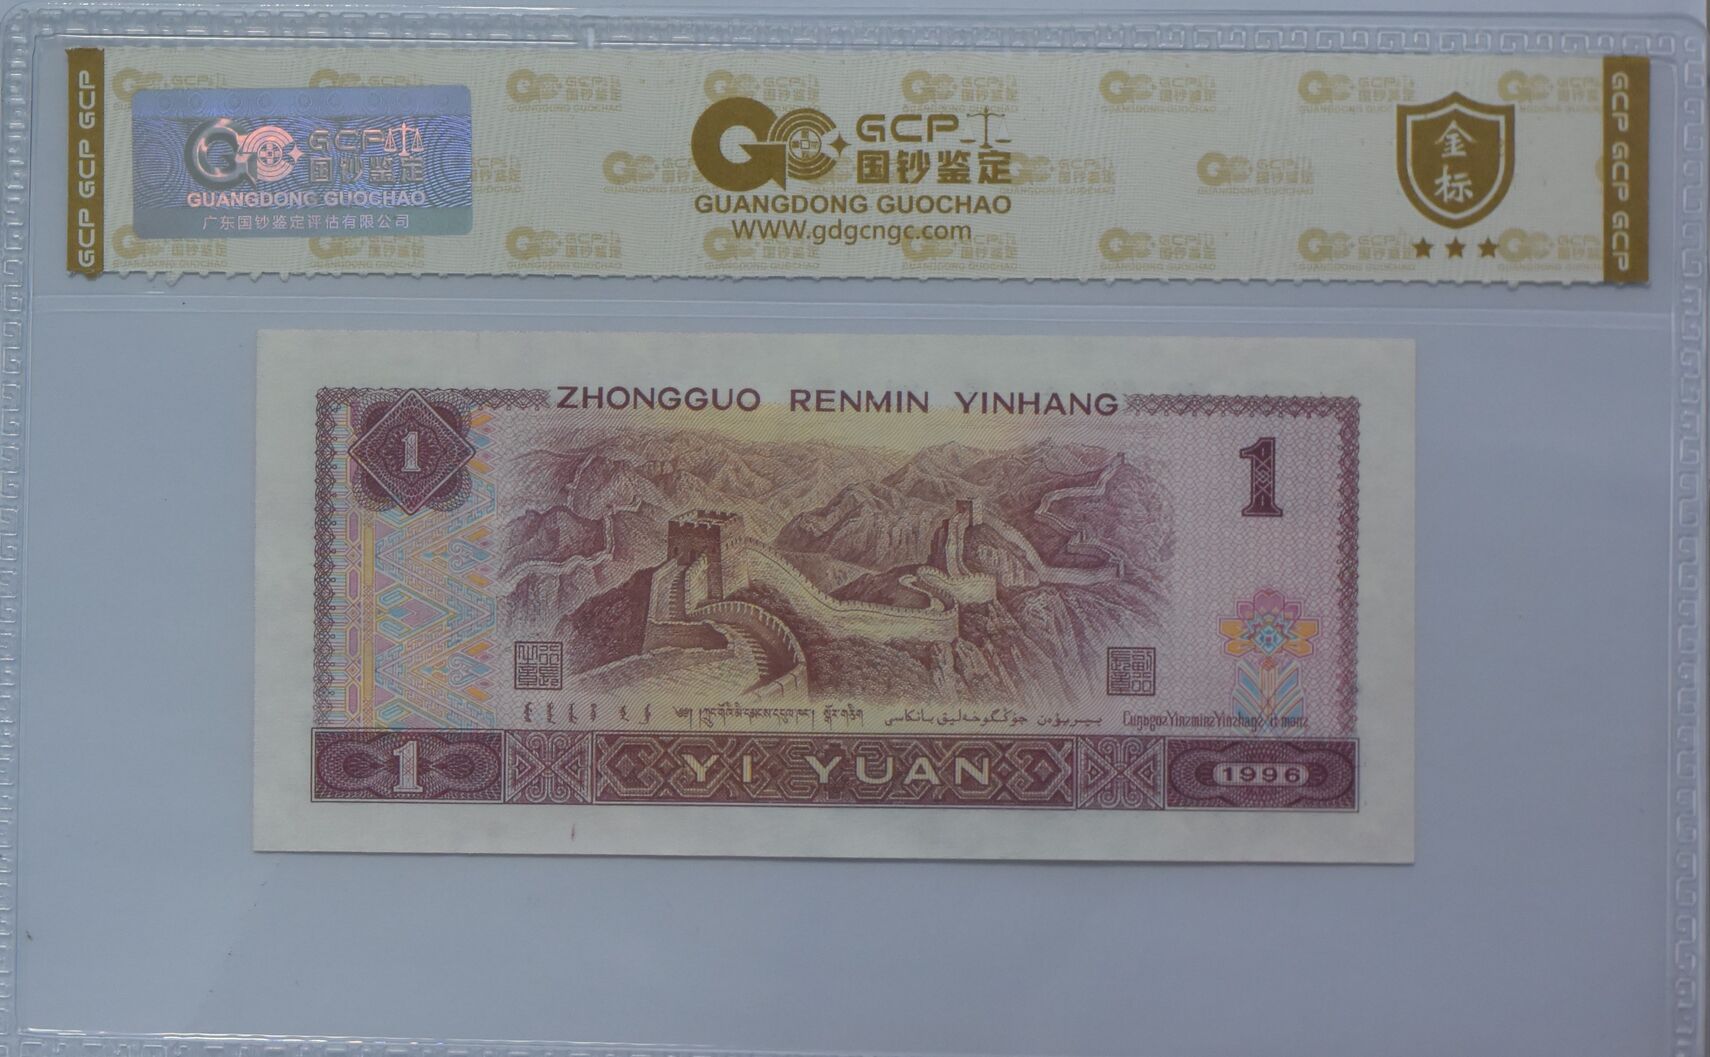 GCP GCP GCP
GCP
国钞鉴定
GUANGDONG GUOCHAO
广东国钞鉴定评估有限公司
GCP
国钞鉴定
GUANGDONG GUOCHAO
www.gdgcngc.com
金
标
GCP GCP GCP
ZHONGGUO RENMIN YINHANG
1
1
1 YI YUAN 1996